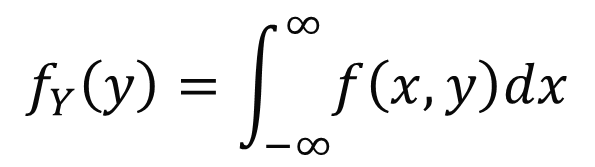 f_Y(y) = ∫_{-∞}^{∞} f(x, y)dx